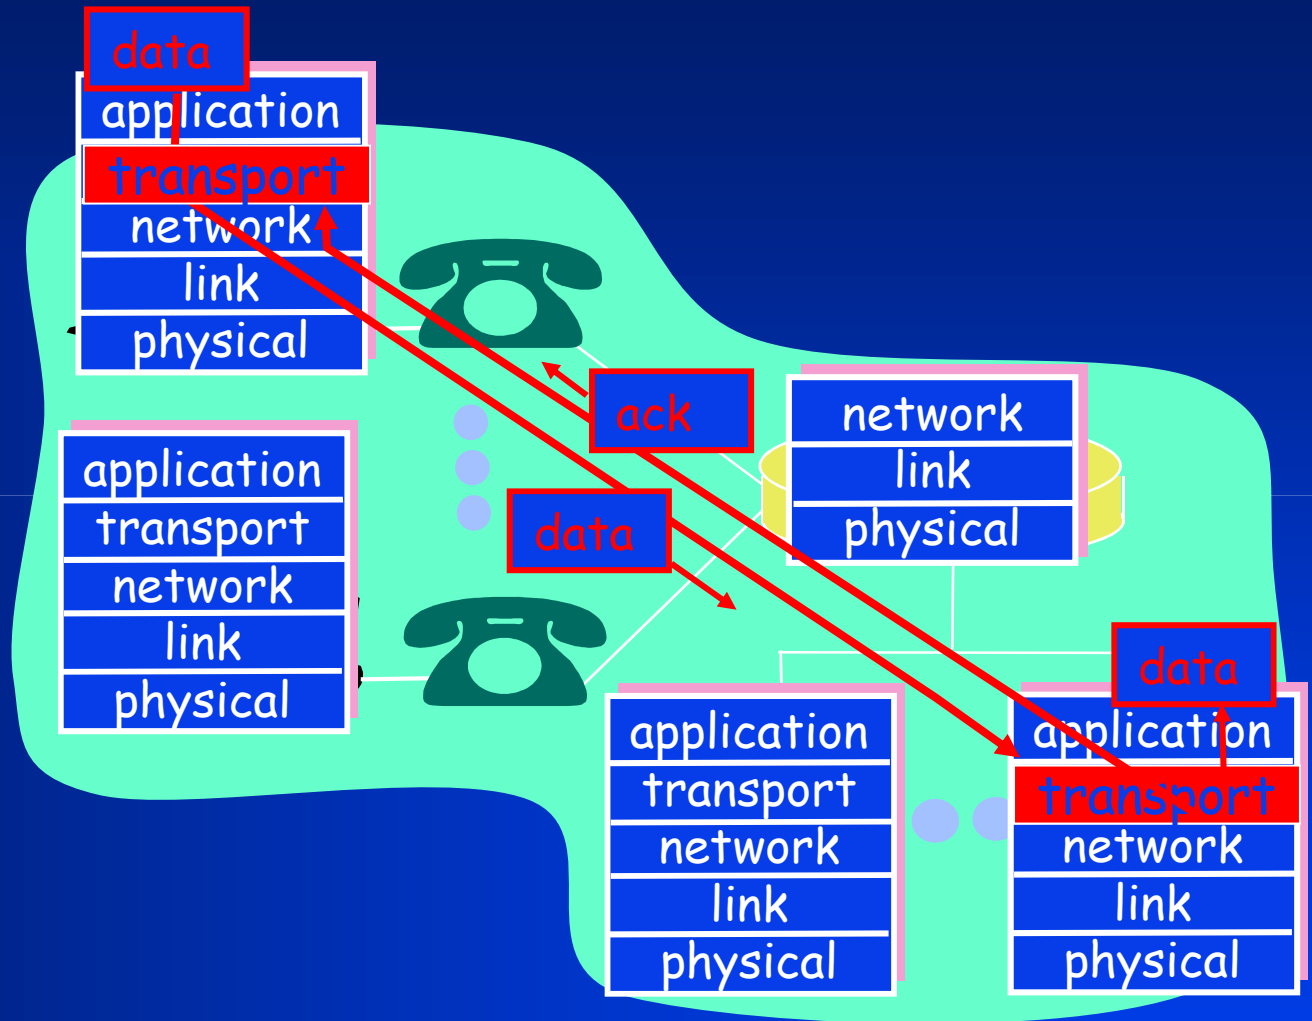 data
application
transport
network
link
physical
ack
network
link
physical
application
transport
network
link
physical
data
data
application
transport
network
link
physical
application
transport
network
link
physical